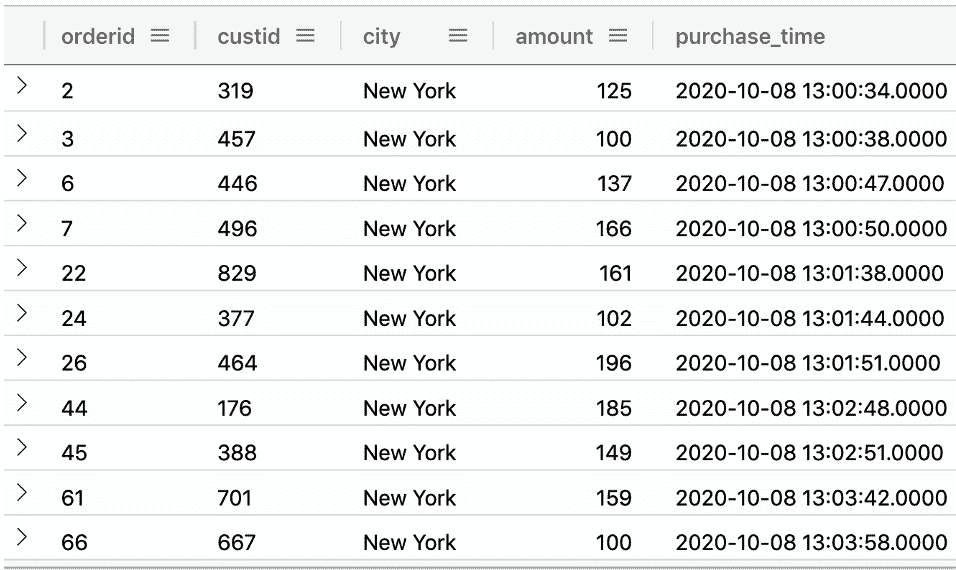 orderid custid city amount purchase_time
2 319 New York 125 2020-10-08 13:00:34.0000
3 457 New York 100 2020-10-08 13:00:38.0000
6 446 New York 137 2020-10-08 13:00:47.0000
7 496 New York 166 2020-10-08 13:00:50.0000
22 829 New York 161 2020-10-08 13:01:38.0000
24 377 New York 102 2020-10-08 13:01:44.0000
26 464 New York 196 2020-10-08 13:01:51.0000
44 176 New York 185 2020-10-08 13:02:48.0000
45 388 New York 149 2020-10-08 13:02:51.0000
61 701 New York 159 2020-10-08 13:03:42.0000
66 667 New York 100 2020-10-08 13:03:58.0000